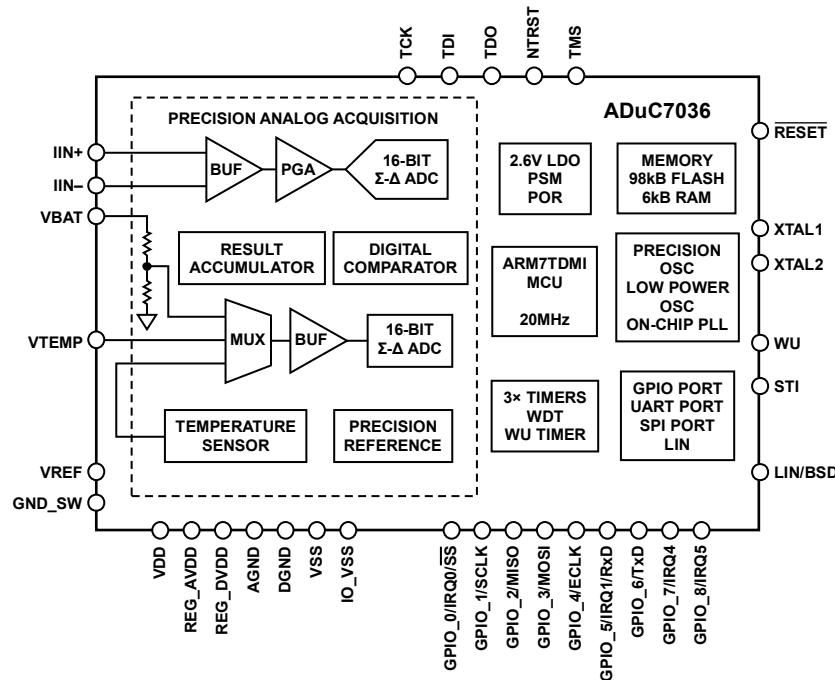 TCK
TDI
TDO
NTRST
TMS
PRECISION ANALOG ACQUISITION
ADuC7036
RESET
IIN+
IIN–
VBAT
BUF
PGA
16-BIT
Σ-Δ ADC
2.6V LDO
PSM
POR
MEMORY
98kB FLASH
6kB RAM
XTAL1
XTAL2
RESULT
ACCUMULATOR
DIGITAL
COMPARATOR
ARM7TDMI
MCU
20MHz
PRECISION
OSC
LOW POWER
OSC
ON-CHIP PLL
VTEMP
MUX
BUF
16-BIT
Σ-Δ ADC
WU
STI
TEMPERATURE
SENSOR
PRECISION
REFERENCE
3× TIMERS
WDT
WU TIMER
GPIO PORT
UART PORT
SPI PORT
LIN
VREF
GND_SW
LIN/BSD
VDD
REG_AVDD
REG_DVDD
AGND
DGND
VSS
IO_VSS
GPIO_0/IRQ0/SS
GPIO_1/SCLK
GPIO_2/MISO
GPIO_3/MOSI
GPIO_4/ECLK
GPIO_5/IRQ1/RxD
GPIO_6/TxD
GPIO_7/IRQ4
GPIO_8/IRQ5